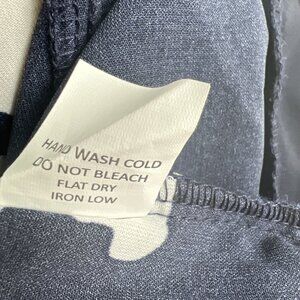 HAND WASH COLD
DO NOT BLEACH
FLAT DRY
IRON LOW